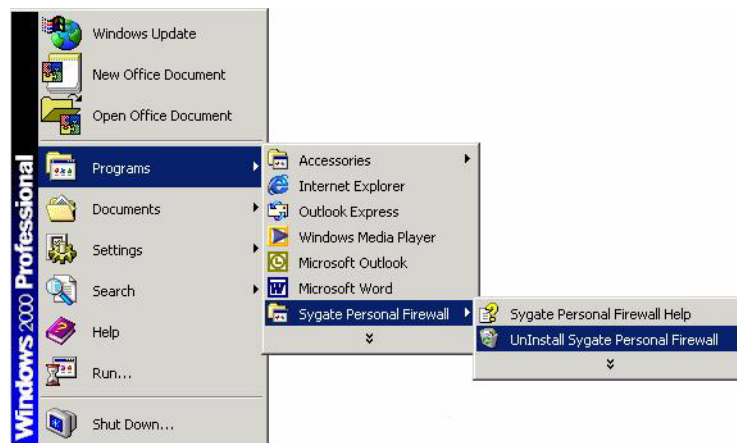 Windows 2000 Professional
Windows Update
New Office Document
Open Office Document
Programs
Documents
Settings
Search
Help
Run...
Shut Down...
Accessories
Internet Explorer
Outlook Express
Windows Media Player
Microsoft Outlook
Microsoft Word
Sygate Personal Firewall
Sygate Personal Firewall Help
UnInstall Sygate Personal Firewall